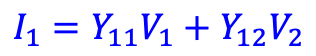 I₁ = Y₁₁V₁ + Y₁₂V₂